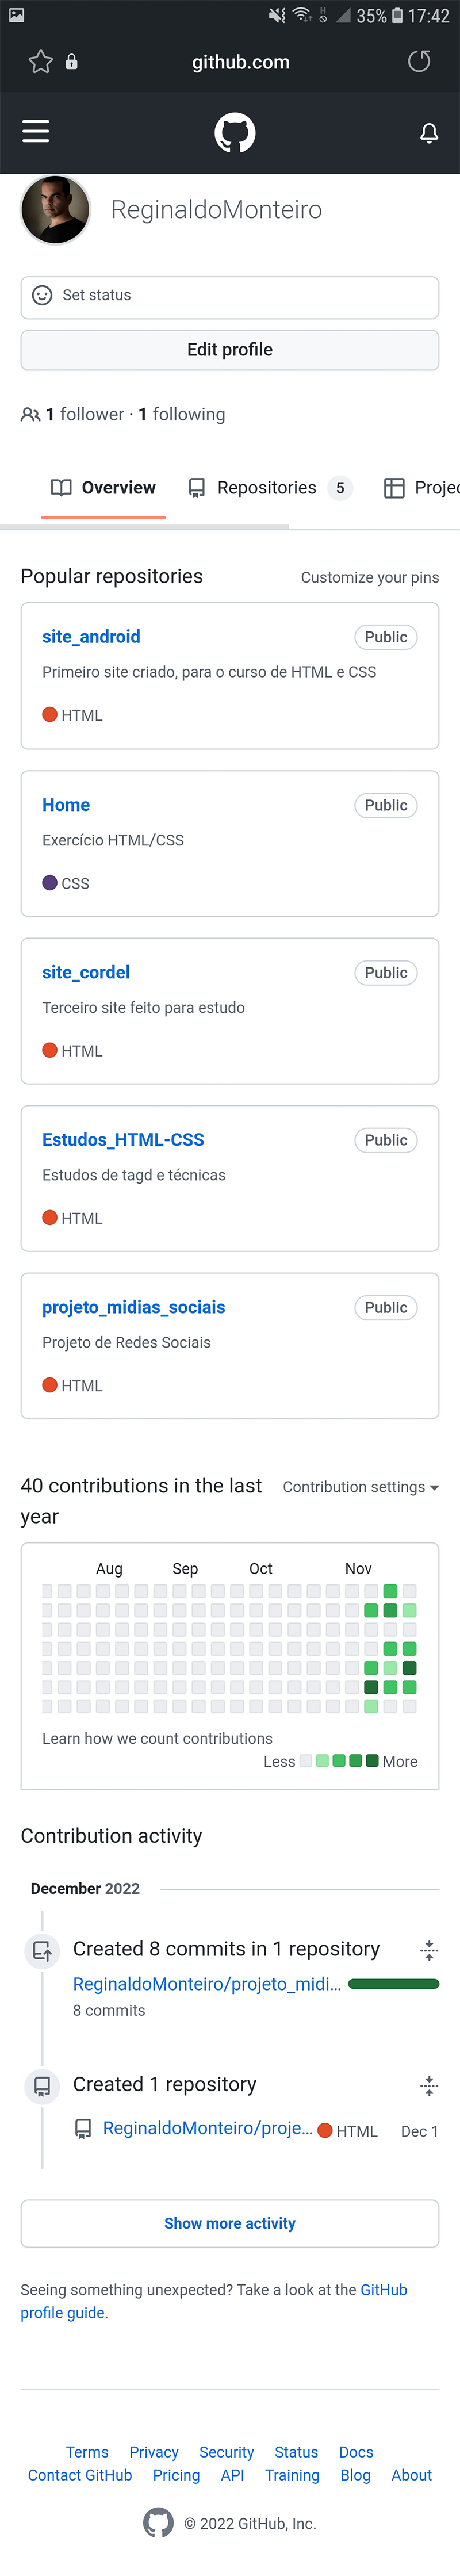 35% 17:42
github.com
ReginaldoMonteiro
Set status
Edit profile
1 follower · 1 following
Overview Repositories 5 Projec
Popular repositories Customize your pins
site_android Public
Primeiro site criado, para o curso de HTML e CSS
HTML
Home Public
Exercício HTML/CSS
CSS
site_cordel Public
Terceiro site feito para estudo
HTML
Estudos_HTML-CSS Public
Estudos de tagd e técnicas
HTML
projeto_midias_sociais Public
Projeto de Redes Sociais
HTML
40 contributions in the last Contribution settings
year
Aug Sep Oct Nov
Learn how we count contributions
Less More
Contribution activity
December 2022
Created 8 commits in 1 repository
ReginaldoMonteiro/projeto_midi...
8 commits
Created 1 repository
ReginaldoMonteiro/proje... HTML Dec 1
Show more activity
Seeing something unexpected? Take a look at the GitHub
profile guide.
Terms Privacy Security Status Docs
Contact GitHub Pricing API Training Blog About
© 2022 GitHub, Inc.